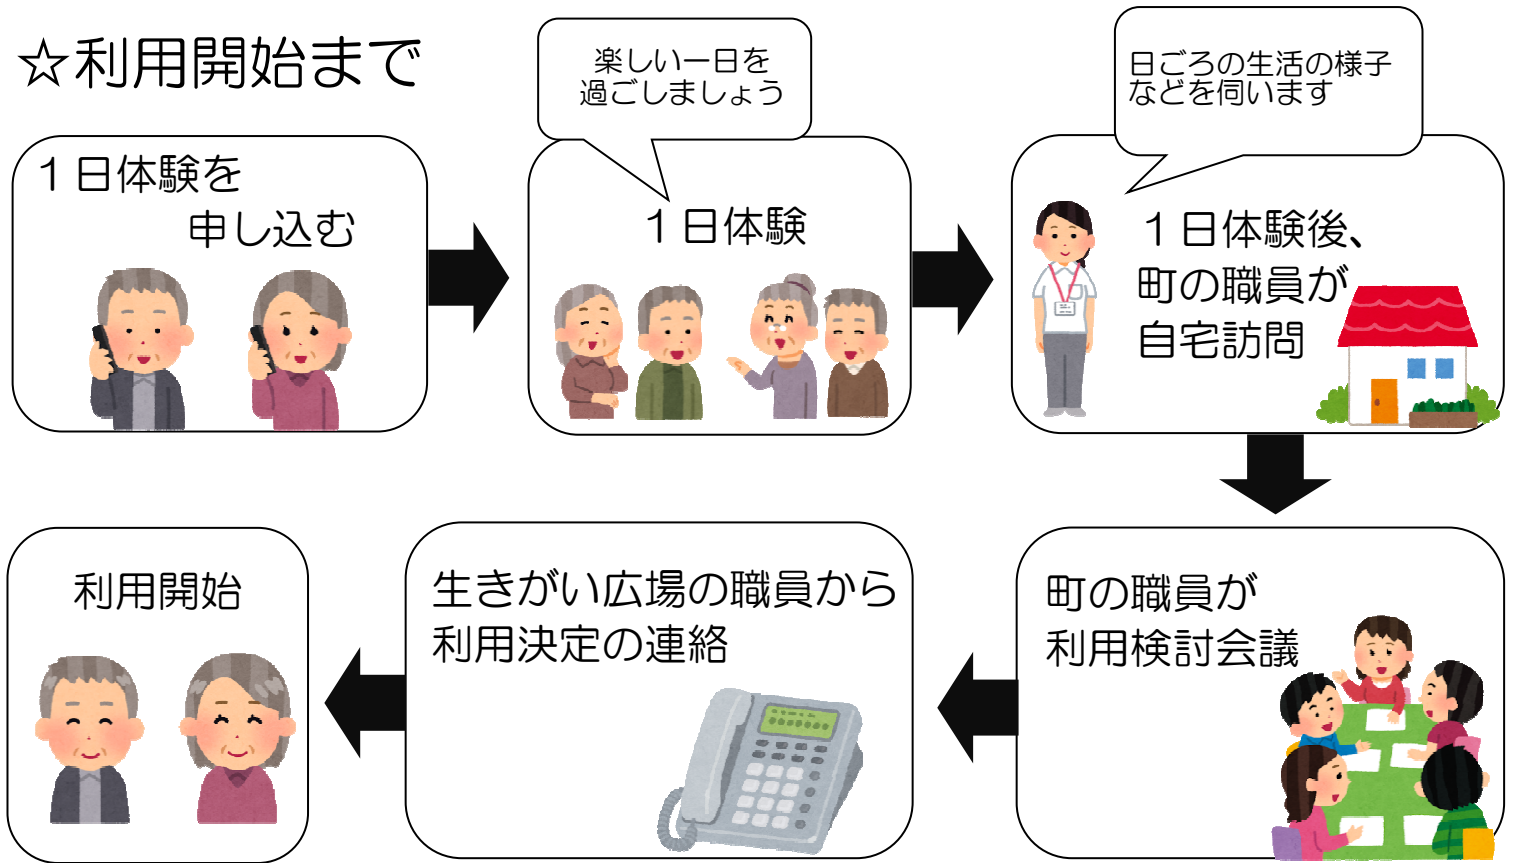 ☆利用開始まで
１日体験を
申し込む
楽しい一日を
過ごしましょう
１日体験
日ごろの生活の様子
などを伺います
１日体験後、
町の職員が
自宅訪問
町の職員が
利用検討会議
生きがい広場の職員から
利用決定の連絡
利用開始